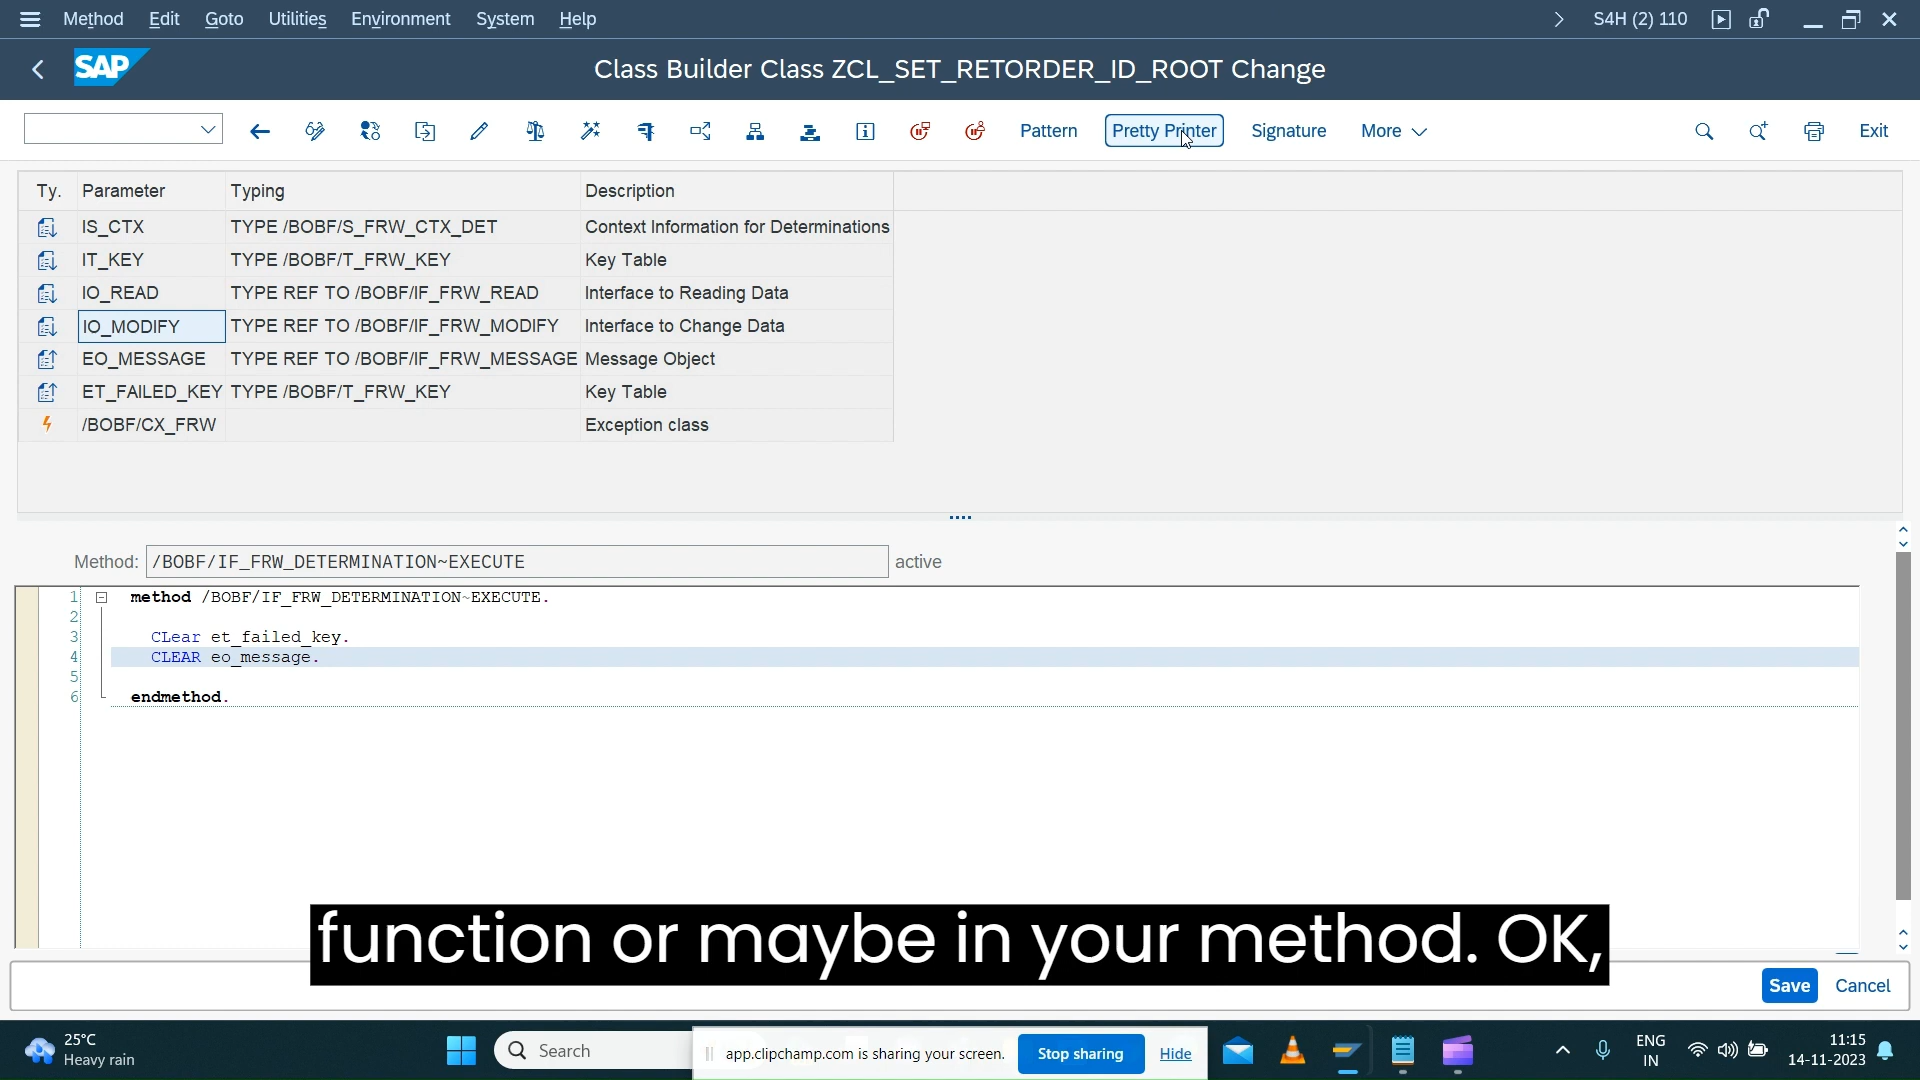 Method Edit Goto Utilities Environment System Help S4H (2) 110
SAP Class Builder Class ZCL_SET_RETORDER_ID_ROOT Change
Pattern Pretty Printer Signature More Exit
Ty. Parameter Typing Description
IS_CTX TYPE /BOBF/S_FRW_CTX_DET Context Information for Determinations
IT_KEY TYPE /BOBF/T_FRW_KEY Key Table
IO_READ TYPE REF TO /BOBF/IF_FRW_READ Interface to Reading Data
IO_MODIFY TYPE REF TO /BOBF/IF_FRW_MODIFY Interface to Change Data
EO_MESSAGE TYPE REF TO /BOBF/IF_FRW_MESSAGE Message Object
ET_FAILED_KEY TYPE /BOBF/T_FRW_KEY Key Table
/BOBF/CX_FRW Exception class
Method: /BOBF/IF_FRW_DETERMINATION~EXECUTE active
1 method /BOBF/IF_FRW_DETERMINATION~EXECUTE.
2
3 CLear et_failed_key.
4 CLEAR eo_message.
5
6 endmethod.
function or maybe in your method. OK,
Save Cancel
25°C
Heavy rain
Search
app.clipchamp.com is sharing your screen. Stop sharing Hide
ENG
IN
11:15
14-11-2023